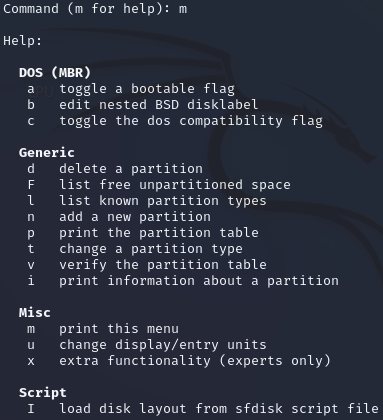 Command (m for help): m
Help:
DOS (MBR)
a toggle a bootable flag
b edit nested BSD disklabel
c toggle the dos compatibility flag
Generic
d delete a partition
F list free unpartitioned space
l list known partition types
n add a new partition
p print the partition table
t change a partition type
v verify the partition table
i print information about a partition
Misc
m print this menu
u change display/entry units
x extra functionality (experts only)
Script
I load disk layout from sfdisk script file